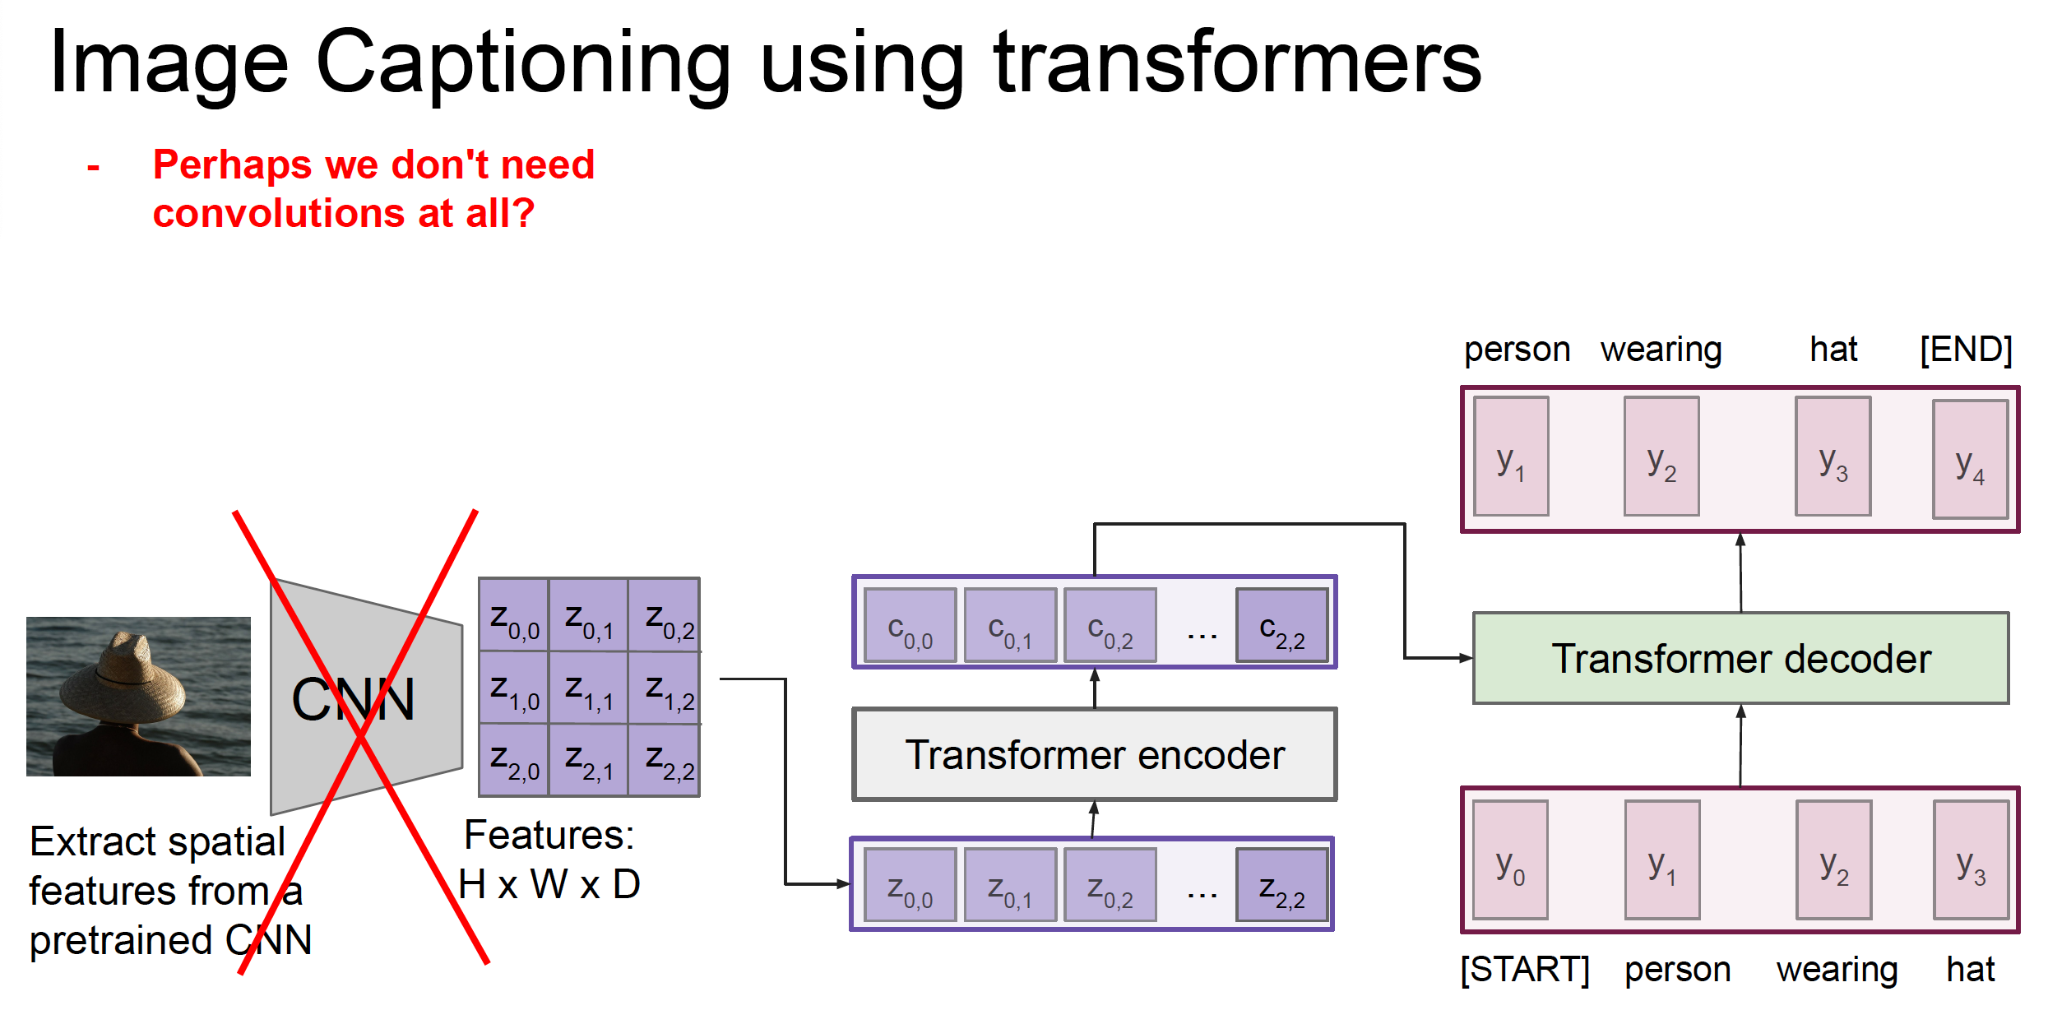 Image Captioning using transformers
- Perhaps we don't need
convolutions at all?
CNN
Extract spatial
features from a
pretrained CNN
z0,0 z0,1 z0,2
z1,0 z1,1 z1,2
z2,0 z2,1 z2,2
Features:
H x W x D
c0,0 c0,1 c0,2 ... c2,2
Transformer encoder
z0,0 z0,1 z0,2 ... z2,2
person wearing hat [END]
y1 y2 y3 y4
Transformer decoder
y0 y1 y2 y3
[START] person wearing hat